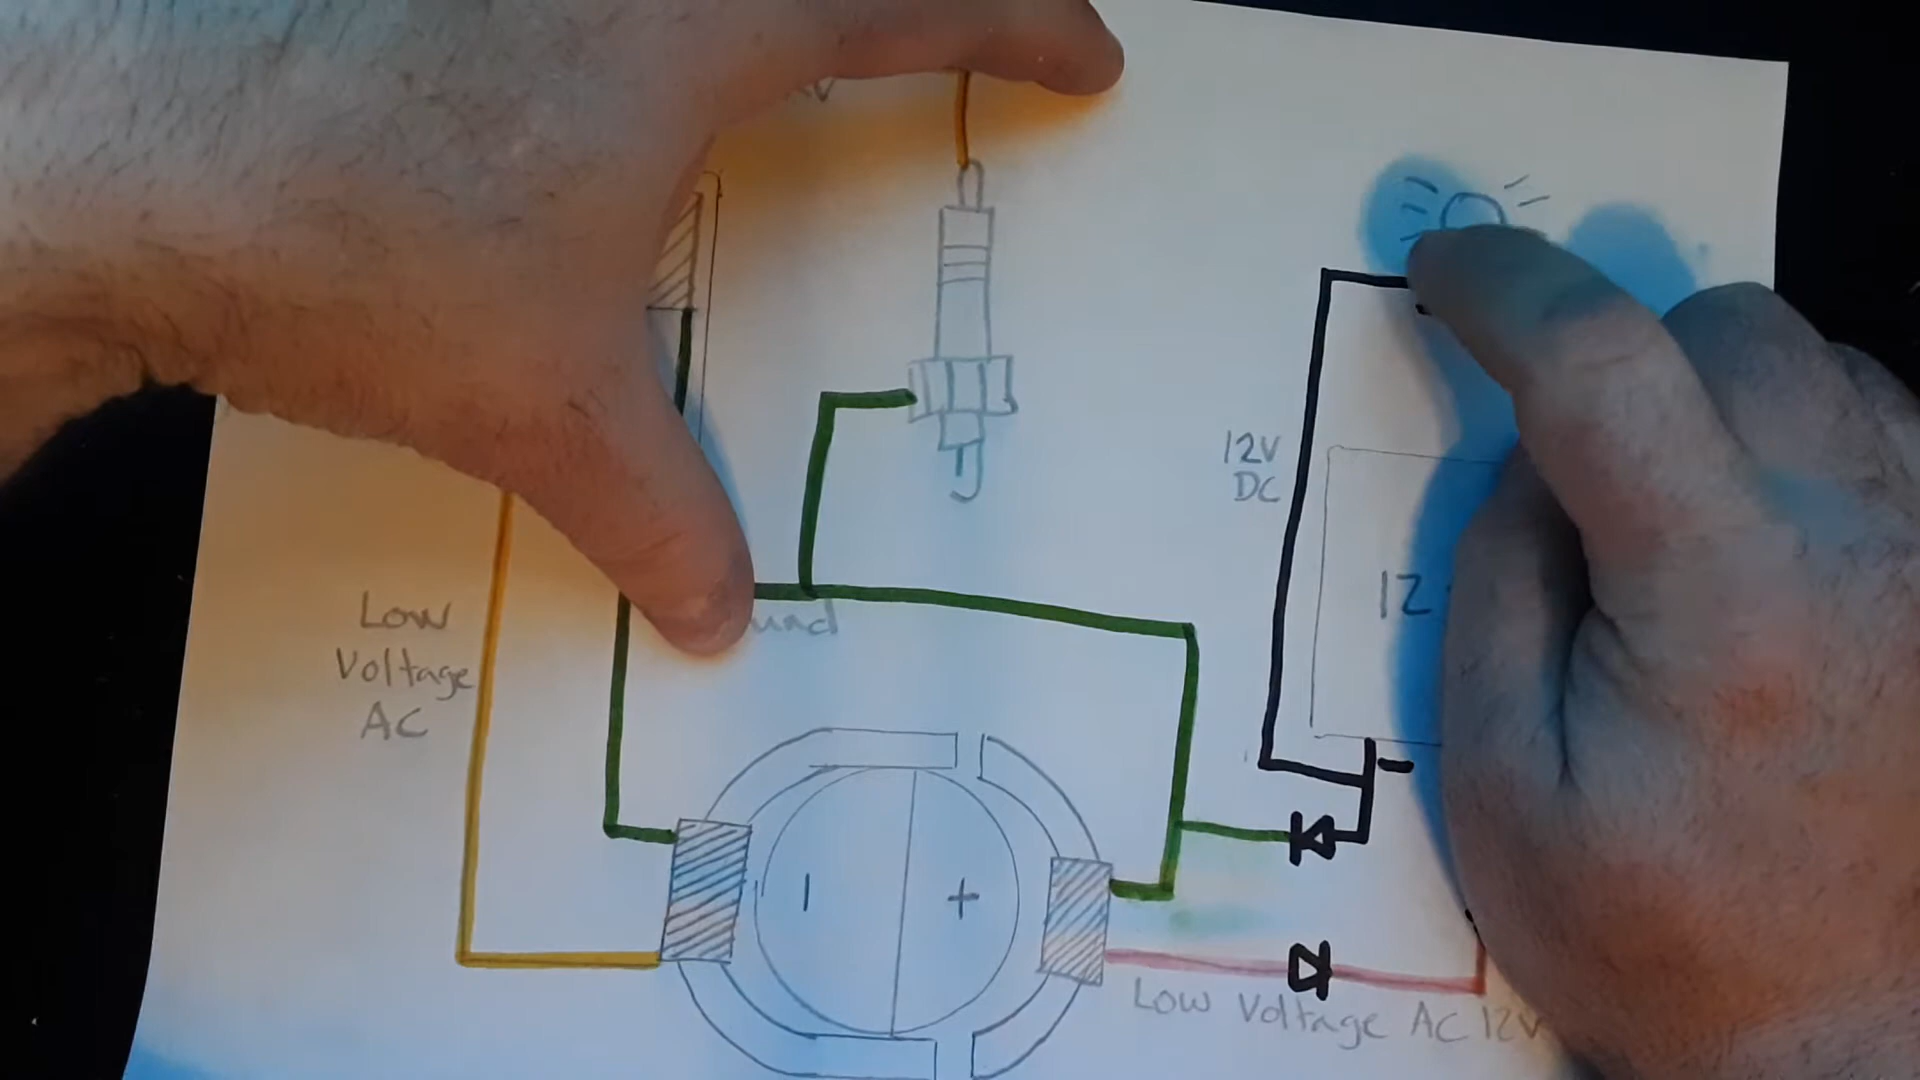 12V
DC
12
Low
Voltage
AC
-
+
-
Low Voltage AC 12V